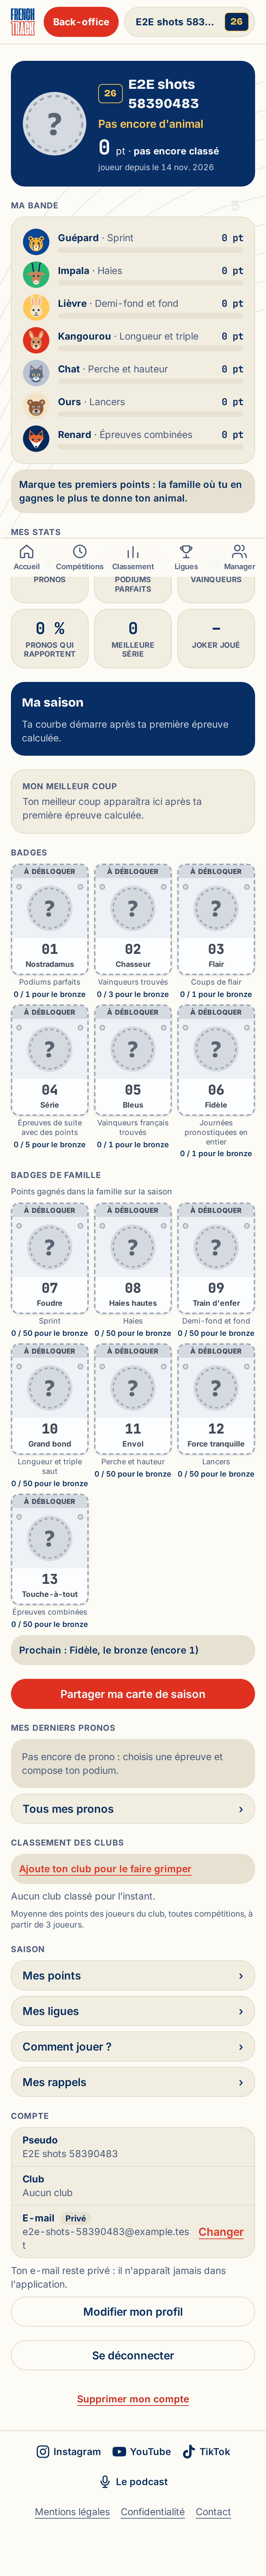 FRENCH
TRACK
Back-office
E2E shots 583...
26
26
E2E shots
58390483
?
Pas encore d'animal
0 pt · pas encore classé
joueur depuis le 14 nov. 2026
MA BANDE
5
Guépard · Sprint
0 pt
Impala · Haies
0 pt
Lièvre · Demi-fond et fond
0 pt
Kangourou · Longueur et triple
0 pt
Chat · Perche et hauteur
0 pt
Ours · Lancers
0 pt
Renard · Épreuves combinées
0 pt
Marque tes premiers points : la famille où tu en
gagnes le plus te donne ton animal.
MES STATS
Accueil
Compétitions
Classement
Ligues
Manager
PRONOS
PODIUMS
PARFAITS
VAINQUEURS
0 %
PRONOS QUI
RAPPORTENT
0
MEILLEURE
SÉRIE
–
JOKER JOUÉ
Ma saison
Ta courbe démarre après ta première épreuve
calculée.
MON MEILLEUR COUP
Ton meilleur coup apparaîtra ici après ta
première épreuve calculée.
BADGES
À DÉBLOQUER
?
01
Nostradamus
Podiums parfaits
0 / 1 pour le bronze
À DÉBLOQUER
?
02
Chasseur
Vainqueurs trouvés
0 / 3 pour le bronze
À DÉBLOQUER
?
03
Flair
Coups de flair
0 / 1 pour le bronze
À DÉBLOQUER
?
04
Série
Épreuves de suite
avec des points
0 / 5 pour le bronze
À DÉBLOQUER
?
05
Bleus
Vainqueurs français
trouvés
0 / 1 pour le bronze
À DÉBLOQUER
?
06
Fidèle
Journées
pronostiquées en
entier
0 / 1 pour le bronze
BADGES DE FAMILLE
Points gagnés dans la famille sur la saison
À DÉBLOQUER
?
07
Foudre
Sprint
0 / 50 pour le bronze
À DÉBLOQUER
?
08
Haies hautes
Haies
0 / 50 pour le bronze
À DÉBLOQUER
?
09
Train d'enfer
Demi-fond et fond
0 / 50 pour le bronze
À DÉBLOQUER
?
10
Grand bond
Longueur et triple
saut
0 / 50 pour le bronze
À DÉBLOQUER
?
11
Envol
Perche et hauteur
0 / 50 pour le bronze
À DÉBLOQUER
?
12
Force tranquille
Lancers
0 / 50 pour le bronze
À DÉBLOQUER
?
13
Touche-à-tout
Épreuves combinées
0 / 50 pour le bronze
Prochain : Fidèle, le bronze (encore 1)
Partager ma carte de saison
MES DERNIERS PRONOS
Pas encore de prono : choisis une épreuve et
compose ton podium.
Tous mes pronos ›
CLASSEMENT DES CLUBS
Ajoute ton club pour le faire grimper
Aucun club classé pour l'instant.
Moyenne des points des joueurs du club, toutes compétitions, à
partir de 3 joueurs.
SAISON
Mes points ›
Mes ligues ›
Comment jouer ? ›
Mes rappels ›
COMPTE
Pseudo
E2E shots 58390483
Club
Aucun club
E-mail Privé
e2e-shots-58390483@example.tes
t
Changer
Ton e-mail reste privé : il n'apparaît jamais dans
l'application.
Modifier mon profil
Se déconnecter
Supprimer mon compte
Instagram
YouTube
TikTok
Le podcast
Mentions légales
Confidentialité
Contact